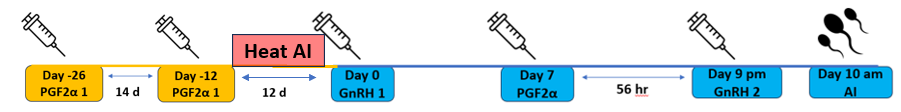 Heat AI
Day -26
PGF2α 1
14 d
Day -12
PGF2α 1
12 d
Day 0
GnRH 1
Day 7
PGF2α
56 hr
Day 9 pm
GnRH 2
Day 10 am
AI